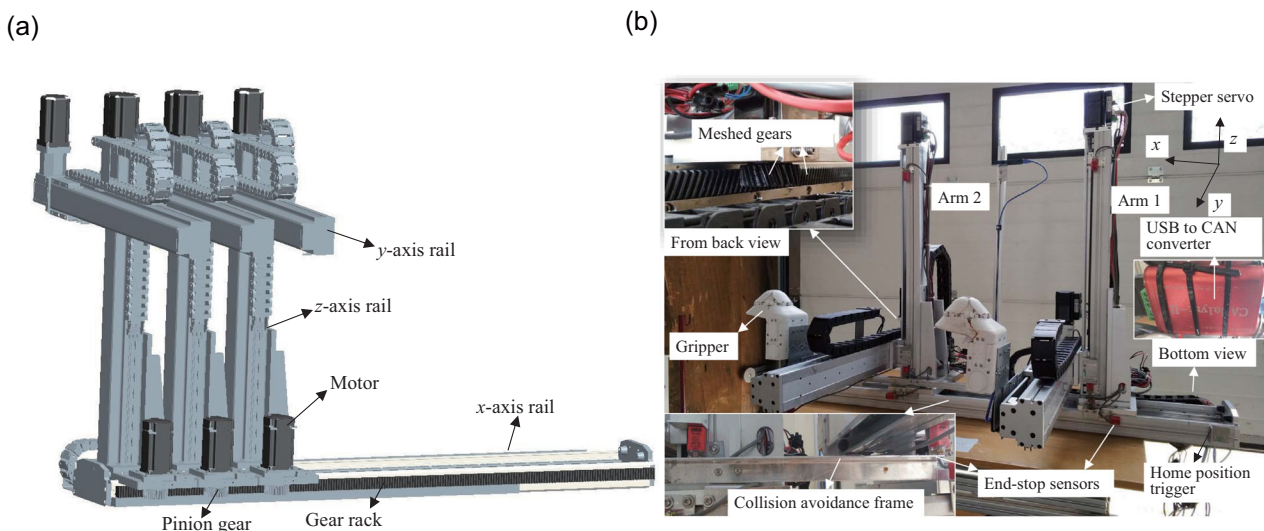 (a)
(b)
y-axis rail
z-axis rail
Motor
x-axis rail
Gear rack
Pinion gear
Meshed gears
From back view
Gripper
Arm 2
Arm 1
Stepper servo
x
z
y
USB to CAN
converter
Bottom view
Collision avoidance frame
End-stop sensors
Home position
trigger